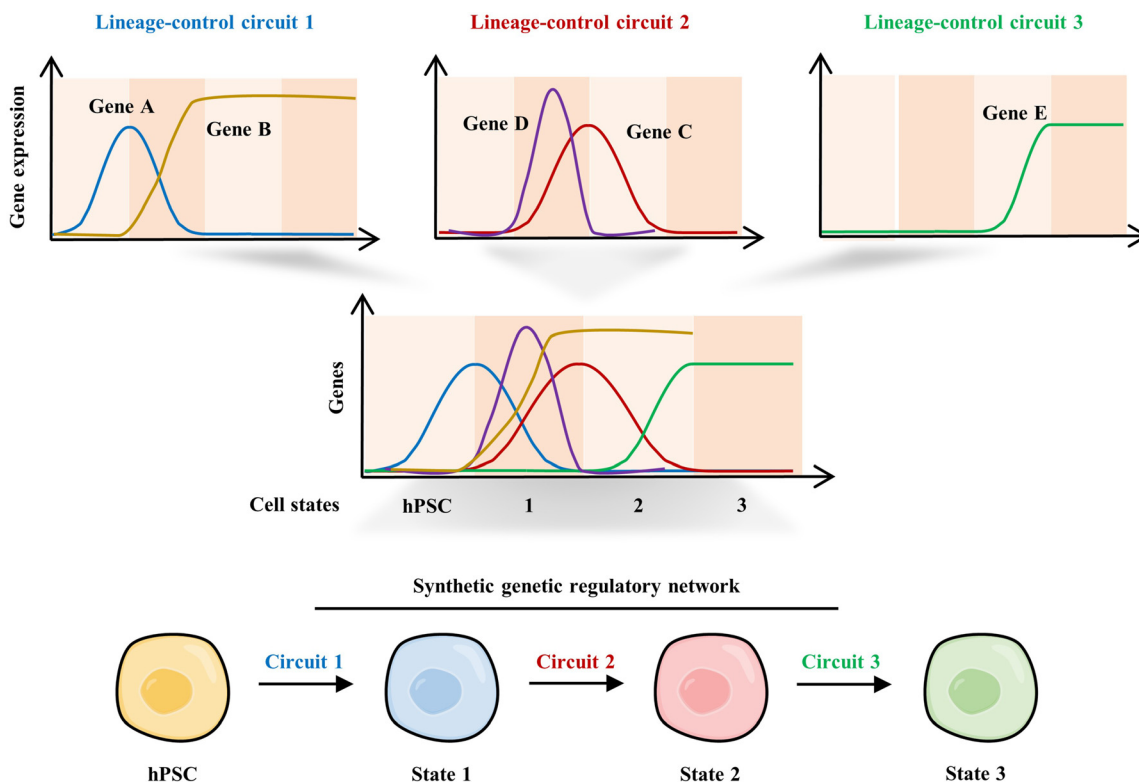 Lineage-control circuit 1
Lineage-control circuit 2
Lineage-control circuit 3
Gene expression
Gene A
Gene B
Gene D
Gene C
Gene E
Genes
Cell states
hPSC
1
2
3
Synthetic genetic regulatory network
Circuit 1
Circuit 2
Circuit 3
hPSC
State 1
State 2
State 3